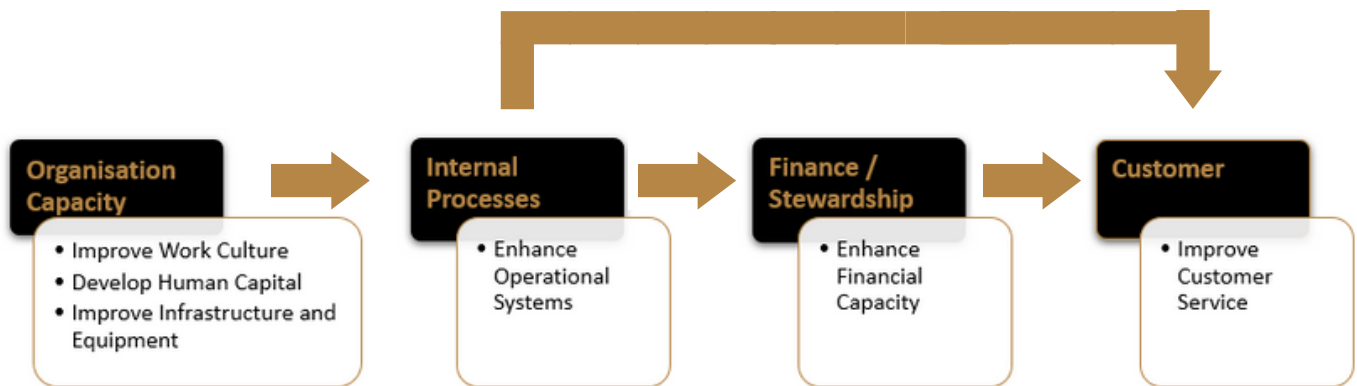 Organisation
Capacity
• Improve Work Culture
• Develop Human Capital
• Improve Infrastructure and
Equipment
Internal
Processes
• Enhance
Operational
Systems
Finance /
Stewardship
• Enhance
Financial
Capacity
Customer
• Improve
Customer
Service